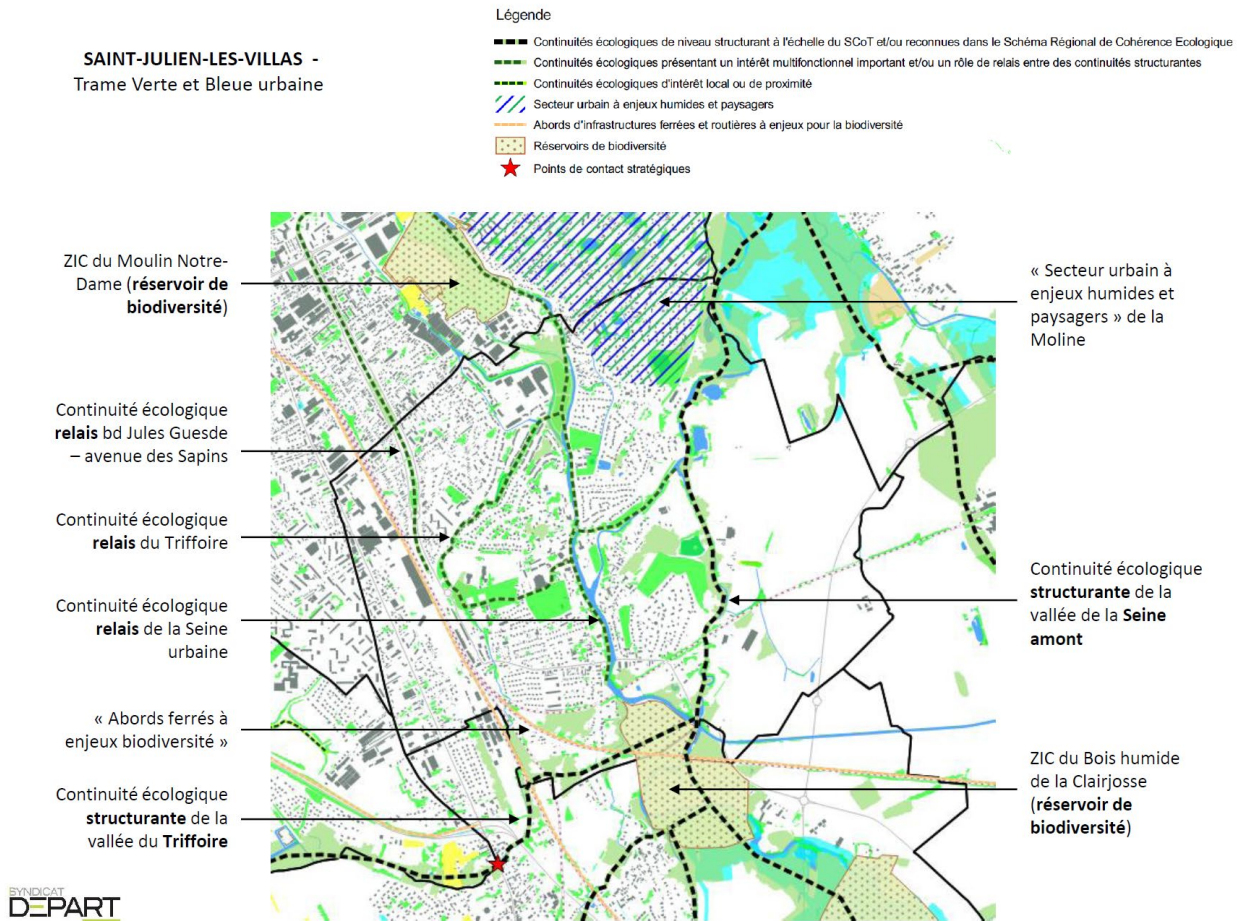 SAINT-JULIEN-LES-VILLAS -
Trame Verte et Bleue urbaine
Légende
Continuités écologiques de niveau structurant à l'échelle du SCoT et/ou reconnues dans le Schéma Régional de Cohérence Ecologique
Continuités écologiques présentant un intérêt multifonctionnel important et/ou un rôle de relais entre des continuités structurantes
Continuités écologiques d'intérêt local ou de proximité
Secteur urbain à enjeux humides et paysagers
Abords d'infrastructures ferrées et routières à enjeux pour la biodiversité
Réservoirs de biodiversité
Points de contact stratégiques
ZIC du Moulin Notre-
Dame (réservoir de
biodiversité)
Continuité écologique
relais bd Jules Guesde
– avenue des Sapins
Continuité écologique
relais du Triffoire
Continuité écologique
relais de la Seine
urbaine
« Abords ferrés à
enjeux biodiversité »
Continuité écologique
structurante de la
vallée du Triffoire
« Secteur urbain à
enjeux humides et
paysagers » de la
Moline
Continuité écologique
structurante de la
vallée de la Seine
amont
ZIC du Bois humide
de la Clairjosse
(réservoir de
biodiversité)
SYNDICAT
DEPART